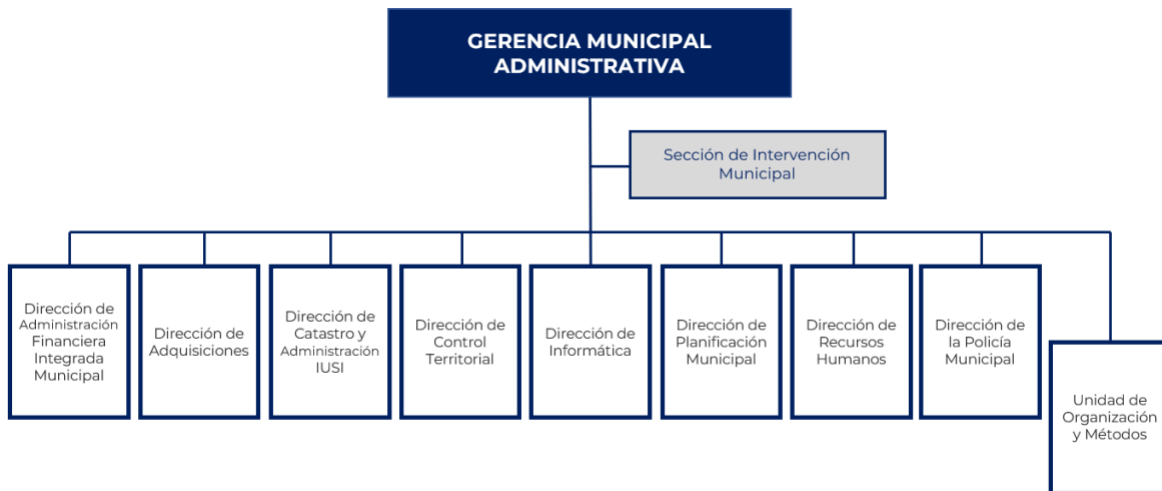 GERENCIA MUNICIPAL
ADMINISTRATIVA
Sección de Intervención
Municipal
Dirección de
Administración
Financiera
Integrada
Municipal
Dirección de
Adquisiciones
Dirección de
Catastro y
Administración
IUSI
Dirección de
Control
Territorial
Dirección de
Informática
Dirección de
Planificación
Municipal
Dirección de
Recursos
Humanos
Dirección de
la Policía
Municipal
Unidad de
Organización
y Métodos